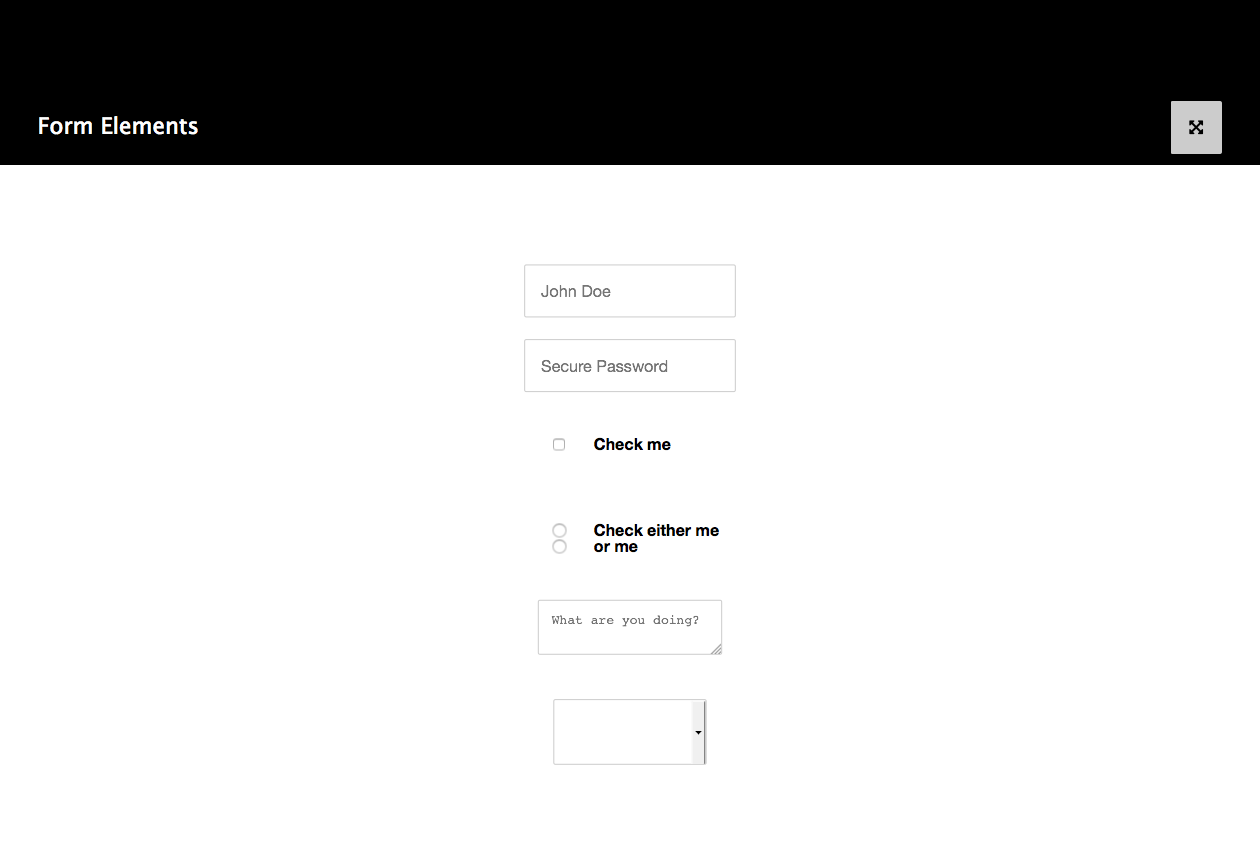 Form Elements
John Doe
Secure Password
Check me
Check either me
or me
What are you doing?